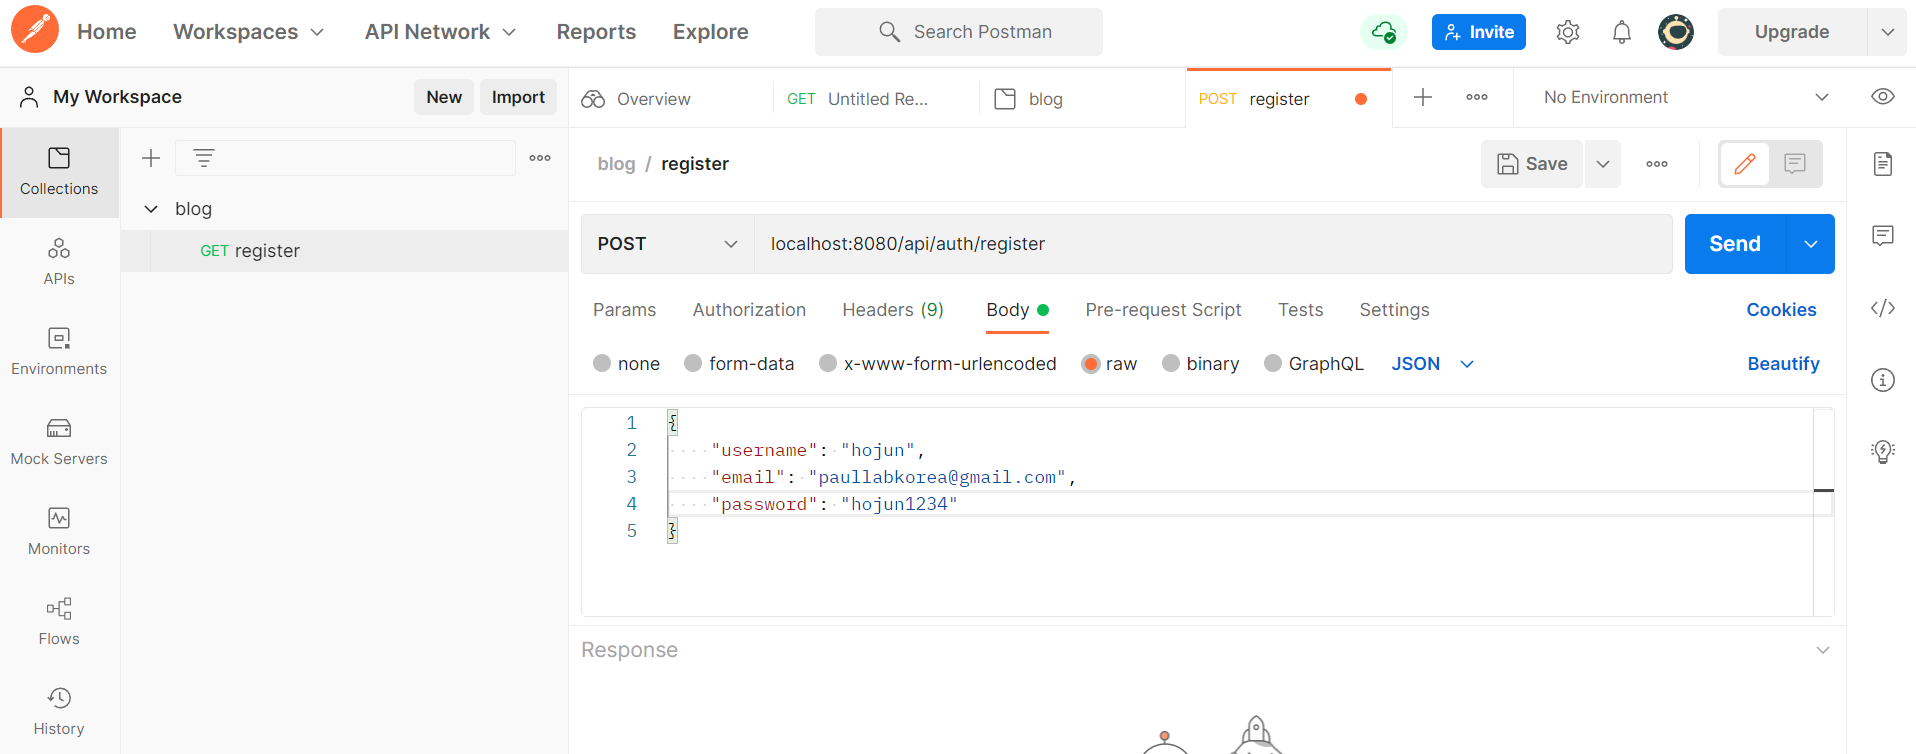 Home Workspaces API Network Reports Explore Search Postman Invite Upgrade
My Workspace New Import Overview GET Untitled Re... blog POST register No Environment
Collections
APIs
Environments
Mock Servers
Monitors
Flows
History
blog
GET register
blog / register Save
POST localhost:8080/api/auth/register Send
Params Authorization Headers (9) Body Pre-request Script Tests Settings Cookies
none form-data x-www-form-urlencoded raw binary GraphQL JSON Beautify
1 {
2 "username": "hojun",
3 "email": "paullabkorea@gmail.com",
4 "password": "hojun1234"
5 }
Response